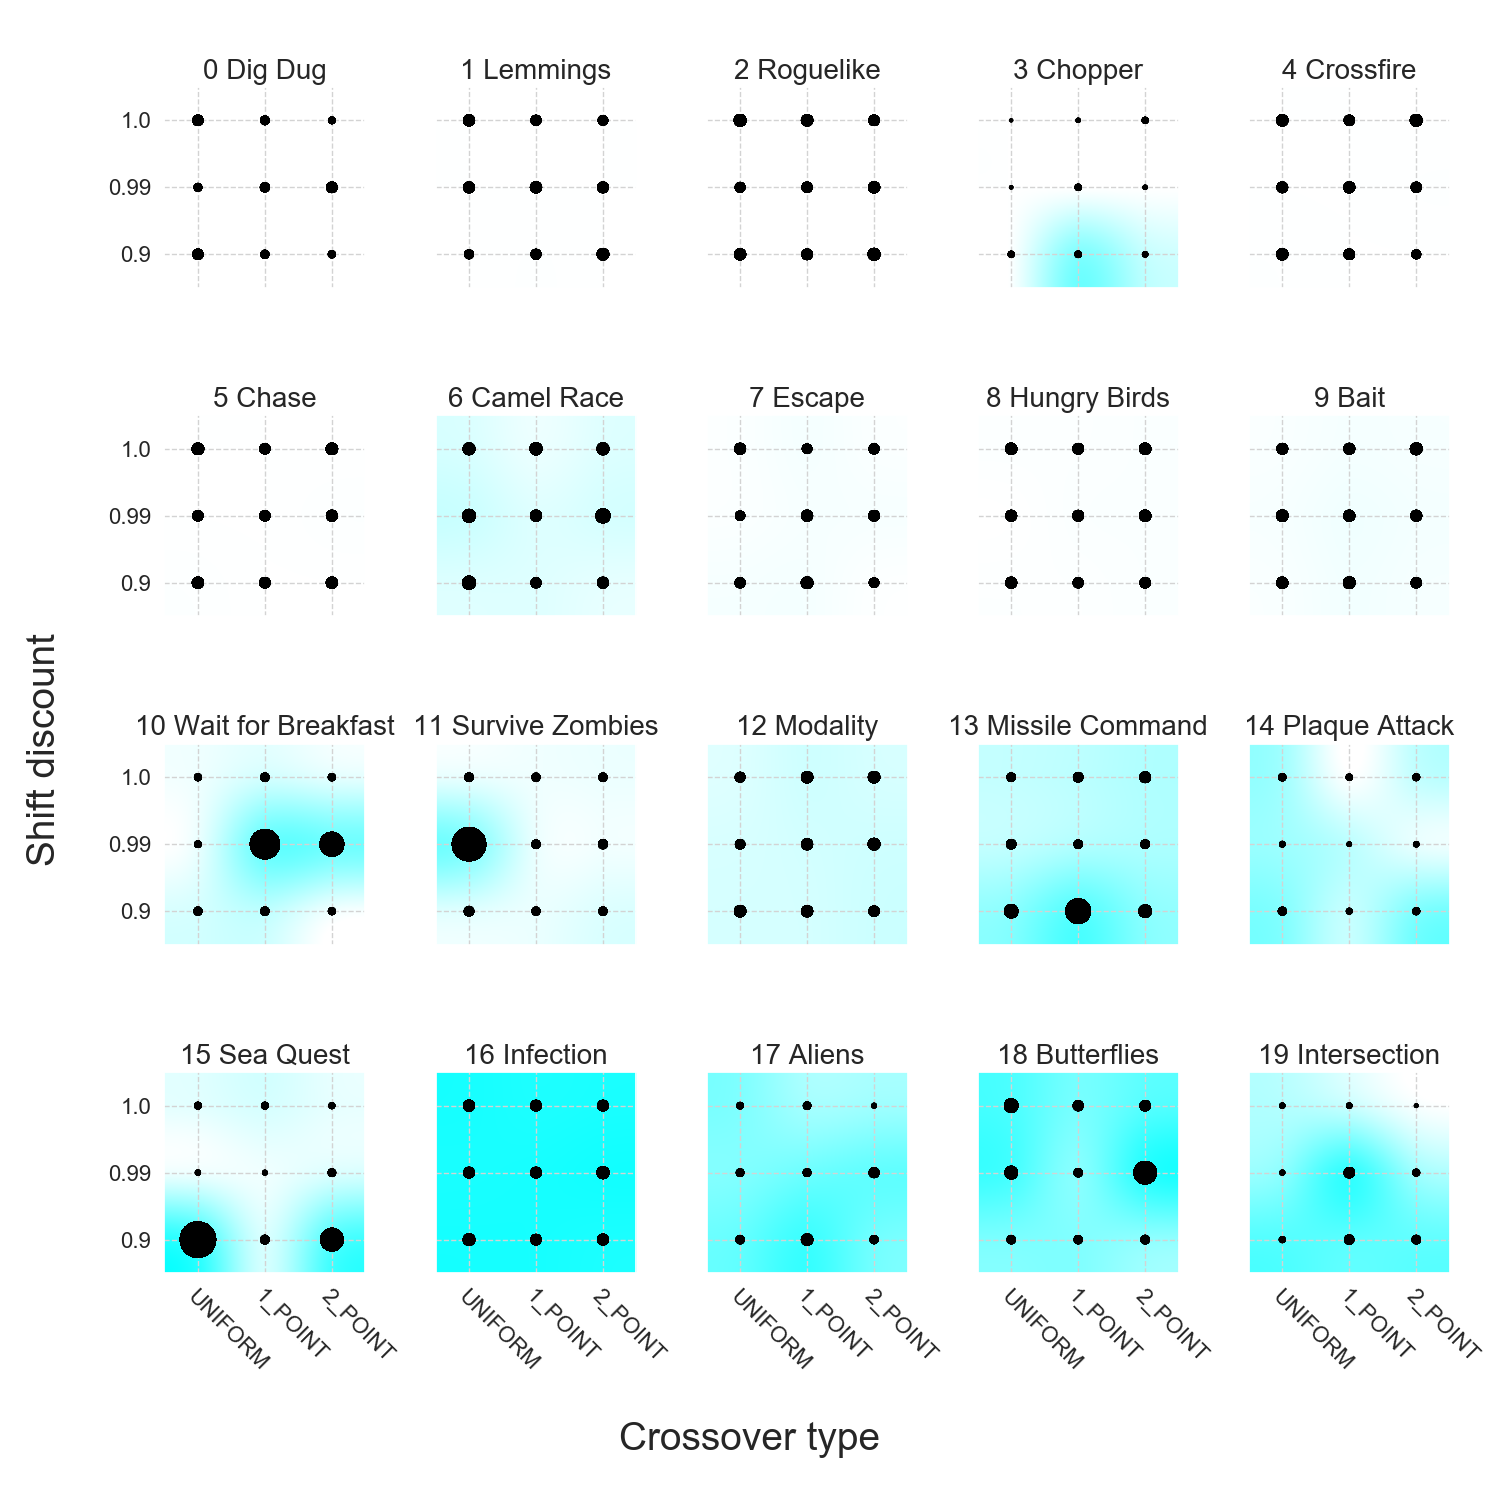 0 Dig Dug 1 Lemmings 2 Roguelike 3 Chopper 4 Crossfire
1.0
0.99
0.9
5 Chase 6 Camel Race 7 Escape 8 Hungry Birds 9 Bait
1.0
0.99
0.9
Shift discount
10 Wait for Breakfast 11 Survive Zombies 12 Modality 13 Missile Command 14 Plaque Attack
1.0
0.99
0.9
15 Sea Quest 16 Infection 17 Aliens 18 Butterflies 19 Intersection
1.0
0.99
0.9
UNIFORM 1_POINT 2_POINT UNIFORM 1_POINT 2_POINT UNIFORM 1_POINT 2_POINT UNIFORM 1_POINT 2_POINT UNIFORM 1_POINT 2_POINT
Crossover type